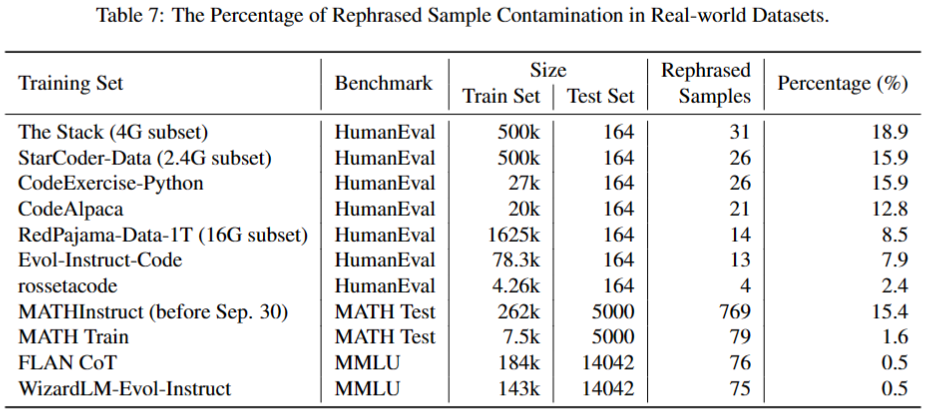 Table 7: The Percentage of Rephrased Sample Contamination in Real-world Datasets.
Training Set Benchmark Size Rephrased Samples Percentage (%)
Train Set Test Set
The Stack (4G subset) HumanEval 500k 164 31 18.9
StarCoder-Data (2.4G subset) HumanEval 500k 164 26 15.9
CodeExercise-Python HumanEval 27k 164 26 15.9
CodeAlpaca HumanEval 20k 164 21 12.8
RedPajama-Data-1T (16G subset) HumanEval 1625k 164 14 8.5
Evol-Instruct-Code HumanEval 78.3k 164 13 7.9
rossetacode HumanEval 4.26k 164 4 2.4
MATHInstruct (before Sep. 30) MATH Test 262k 5000 769 15.4
MATH Train MATH Test 7.5k 5000 79 1.6
FLAN CoT MMLU 184k 14042 76 0.5
WizardLM-Evol-Instruct MMLU 143k 14042 75 0.5